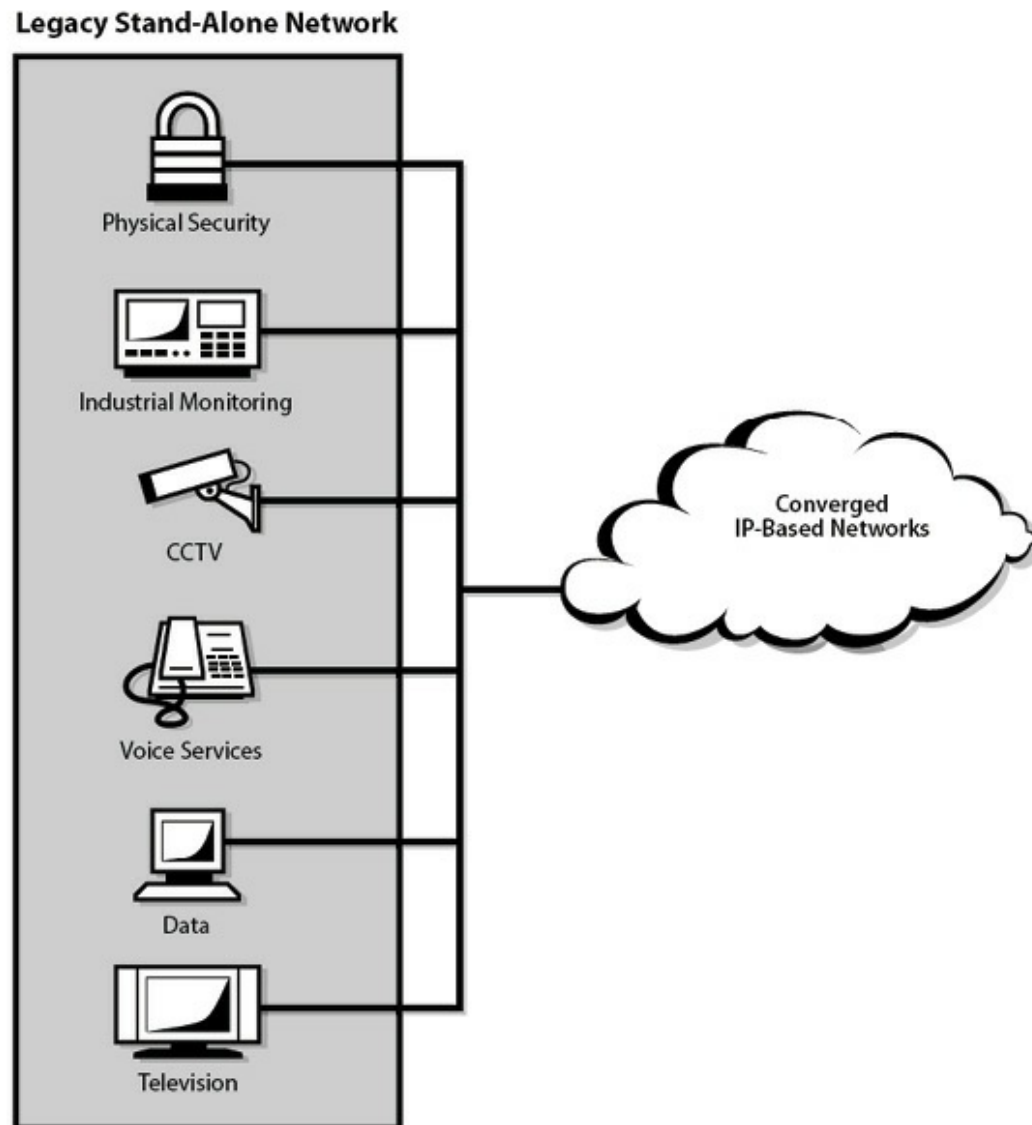 Legacy Stand-Alone Network
Physical Security
Industrial Monitoring
CCTV
Voice Services
Data
Television
Converged
IP-Based Networks